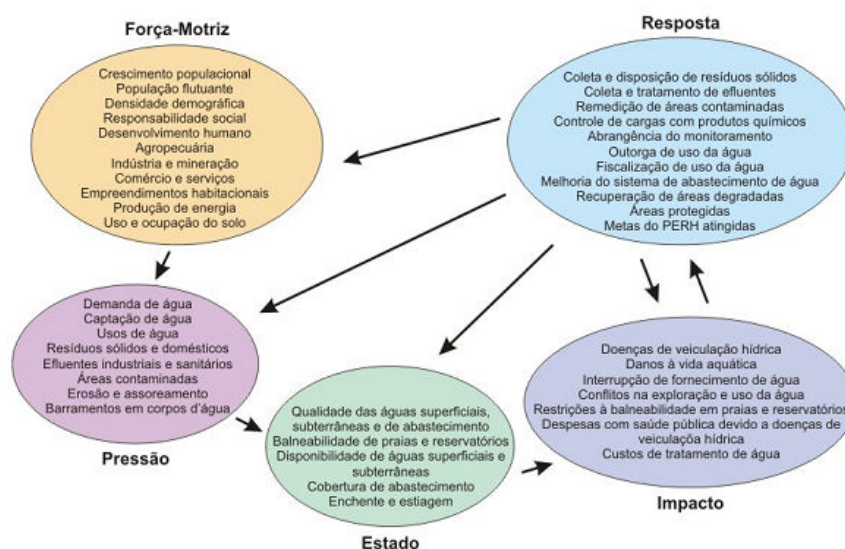 Força-Motriz
Crescimento populacional
População flutuante
Densidade demográfica
Responsabilidade social
Desenvolvimento humano
Agropecuária
Indústria e mineração
Comércio e serviços
Empreendimentos habitacionais
Produção de energia
Uso e ocupação do solo
Resposta
Coleta e disposição de resíduos sólidos
Coleta e tratamento de efluentes
Remedição de áreas contaminadas
Controle de cargas com produtos químicos
Abrangência do monitoramento
Outorga de uso da água
Fiscalização de uso da água
Melhoria do sistema de abastecimento de água
Recuperação de áreas degradadas
Áreas protegidas
Metas do PERH atingidas
Demanda de água
Captação de água
Usos de água
Resíduos sólidos e domésticos
Efluentes industriais e sanitários
Áreas contaminadas
Erosão e assoreamento
Barramentos em corpos d'água
Pressão
Qualidade das águas superficiais,
subterrâneas e de abastecimento
Balneabilidade de praias e reservatórios
Disponibilidade de águas superficiais e
subterrâneas
Cobertura de abastecimento
Enchente e estiagem
Estado
Doenças de veiculação hídrica
Danos à vida aquática
Interrupção de fornecimento de água
Conflitos na exploração e uso da água
Restrições à balneabilidade em praias e reservatórios
Despesas com saúde pública devido a doenças de
veiculaçõa hídrica
Custos de tratamento de água
Impacto